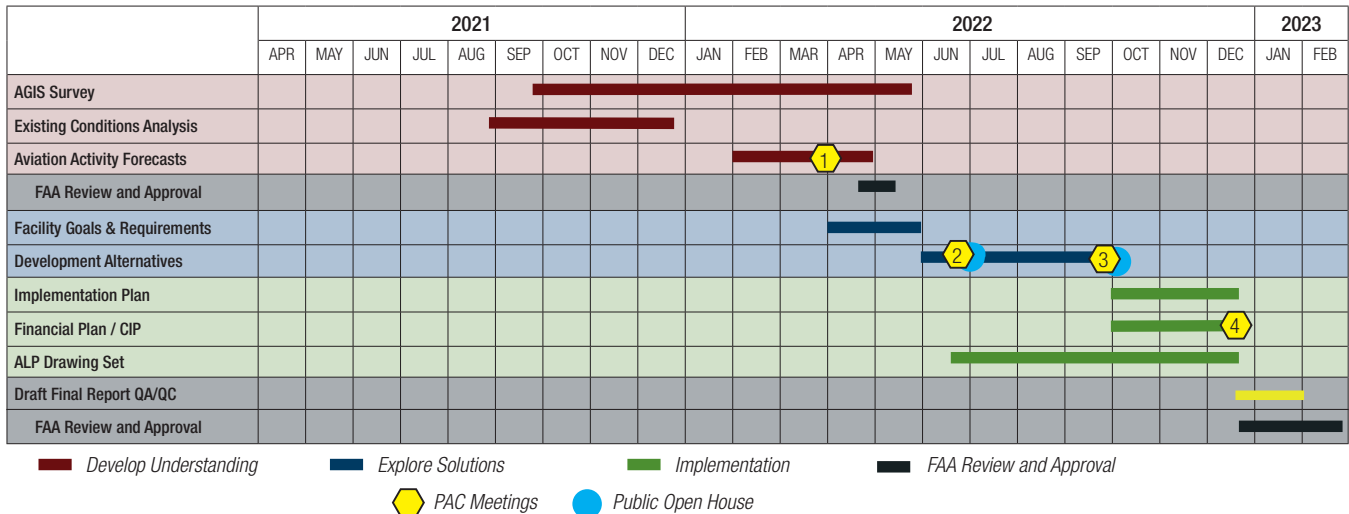 2021 2022 2023
APR MAY JUN JUL AUG SEP OCT NOV DEC JAN FEB MAR APR MAY JUN JUL AUG SEP OCT NOV DEC JAN FEB
AGIS Survey
Existing Conditions Analysis
Aviation Activity Forecasts 1
FAA Review and Approval
Facility Goals & Requirements
Development Alternatives 2 3
Implementation Plan
Financial Plan / CIP 4
ALP Drawing Set
Draft Final Report QA/QC
FAA Review and Approval
Develop Understanding Explore Solutions Implementation FAA Review and Approval
PAC Meetings Public Open House